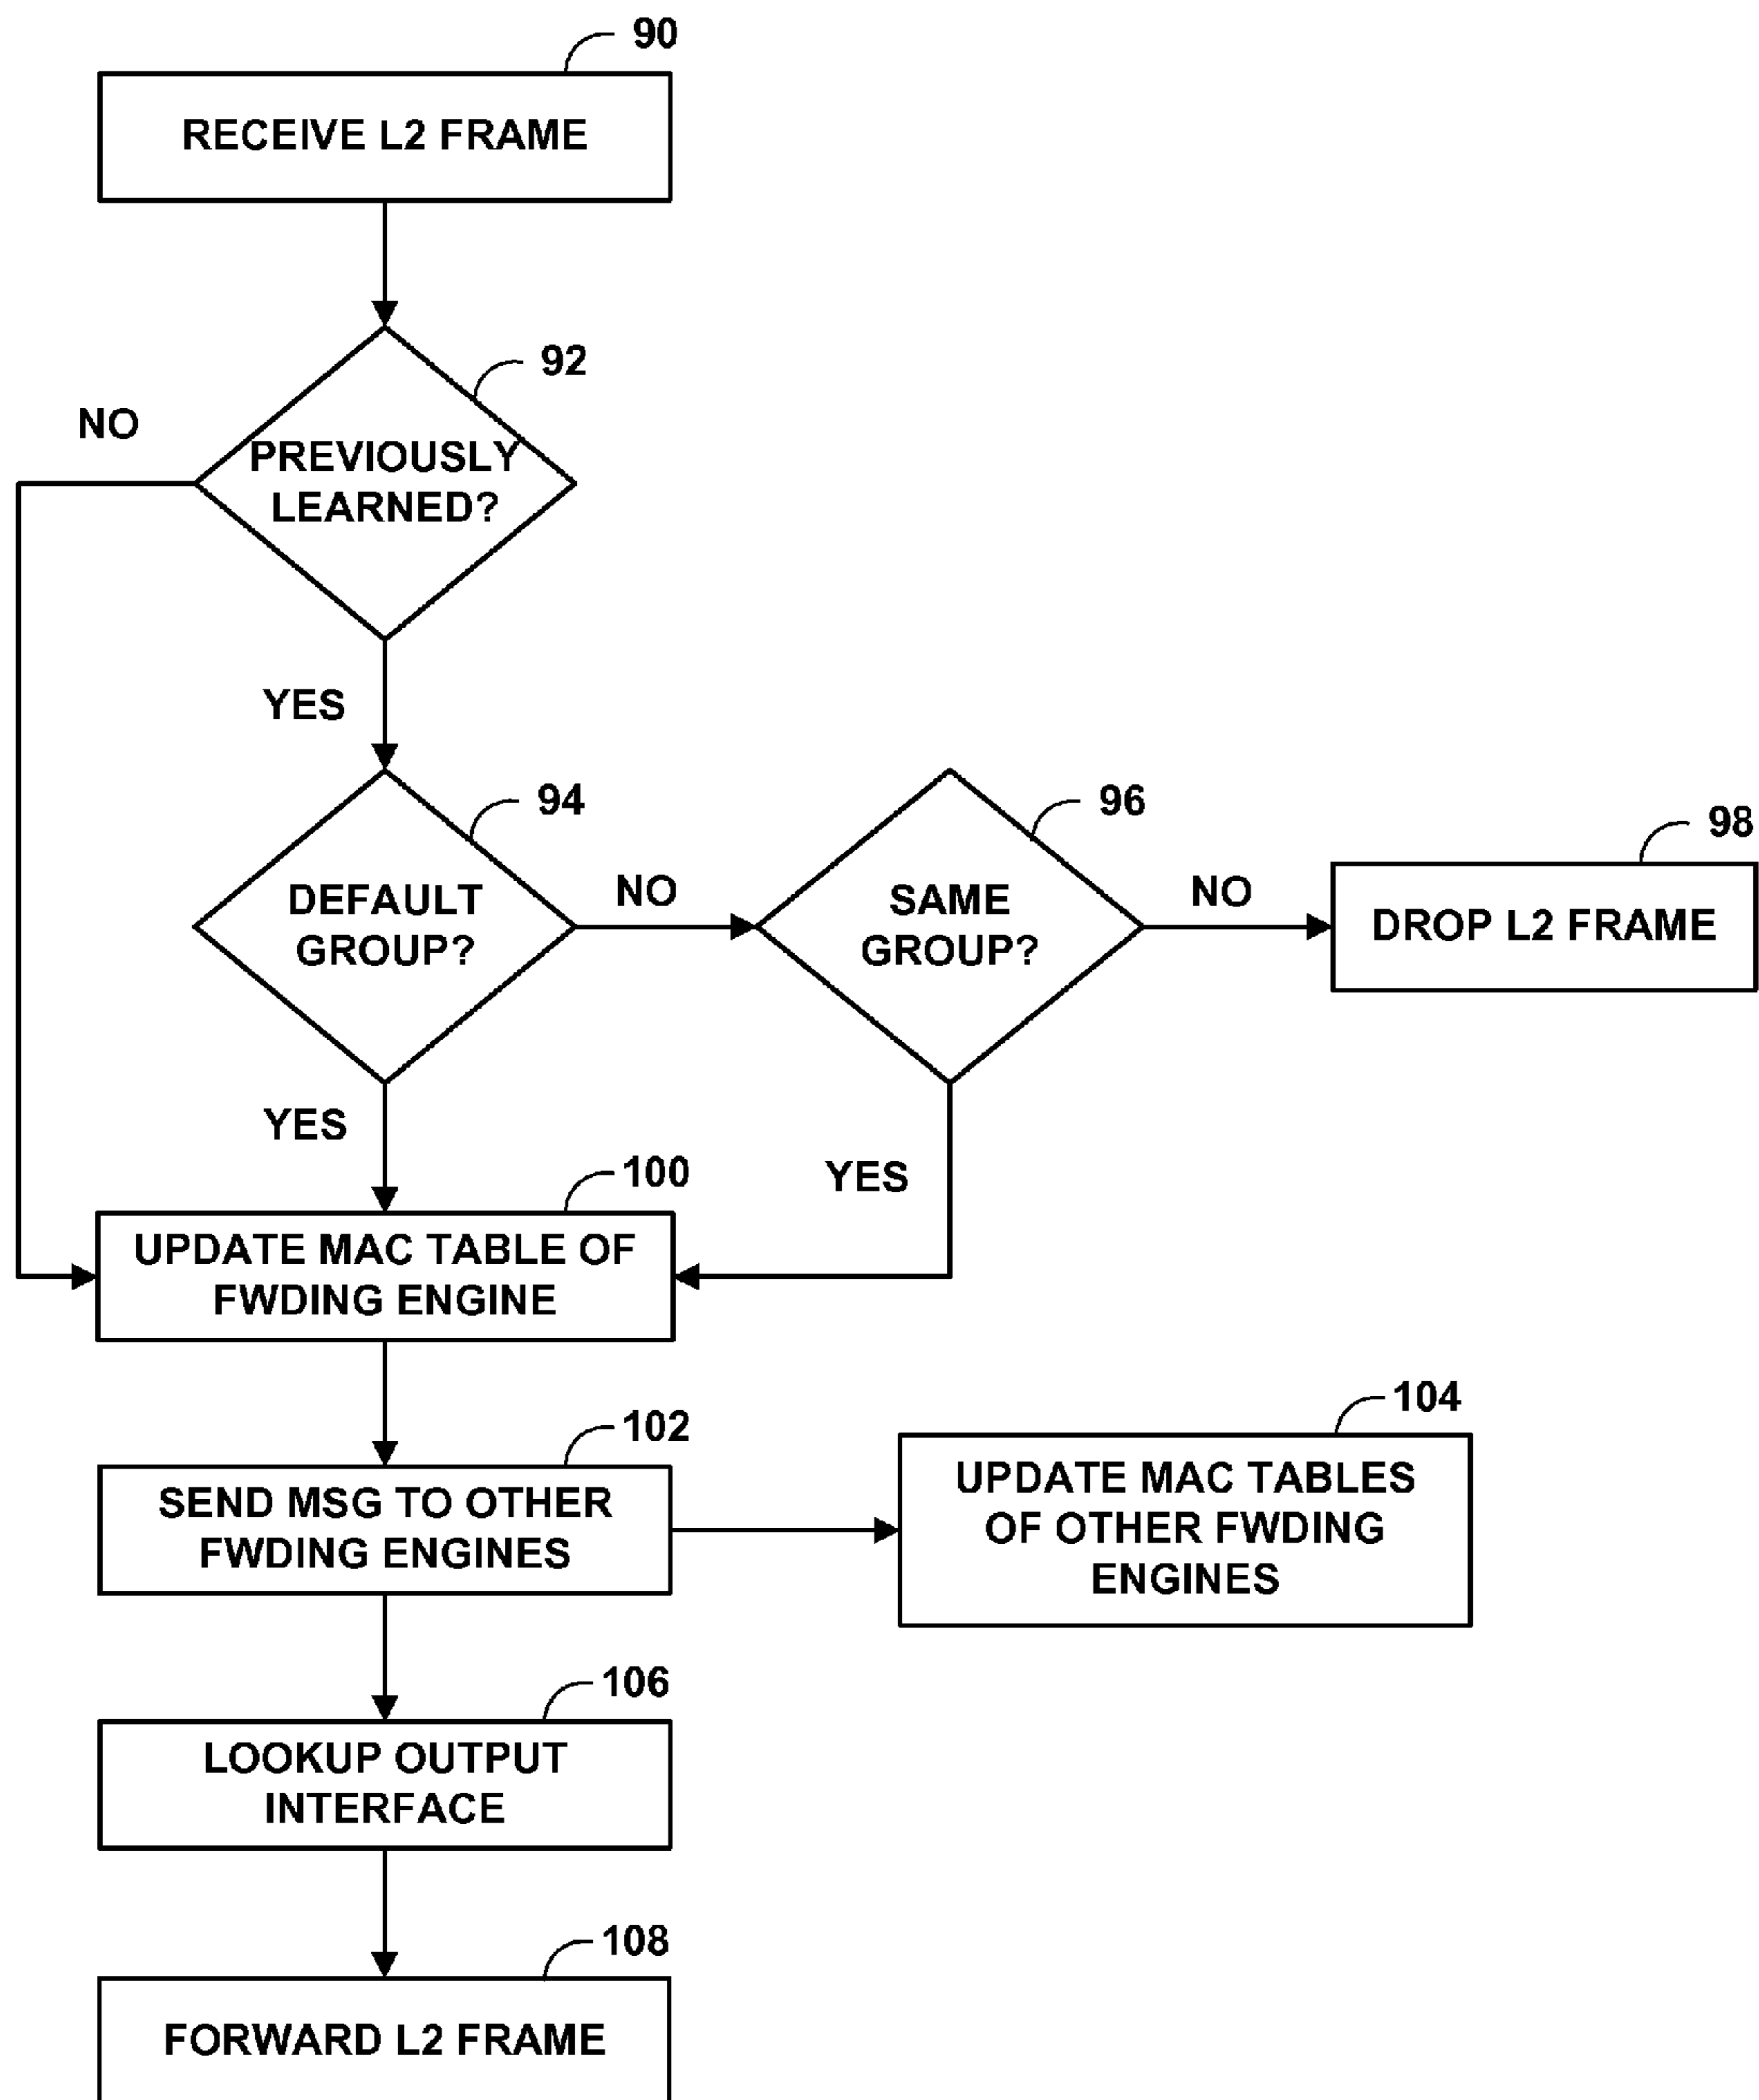 90
RECEIVE L2 FRAME
92
NO
PREVIOUSLY
LEARNED?
YES
94
DEFAULT
GROUP?
NO
96
SAME
GROUP?
NO
98
DROP L2 FRAME
YES
YES
100
UPDATE MAC TABLE OF
FWDING ENGINE
102
SEND MSG TO OTHER
FWDING ENGINES
104
UPDATE MAC TABLES
OF OTHER FWDING
ENGINES
106
LOOKUP OUTPUT
INTERFACE
108
FORWARD L2 FRAME